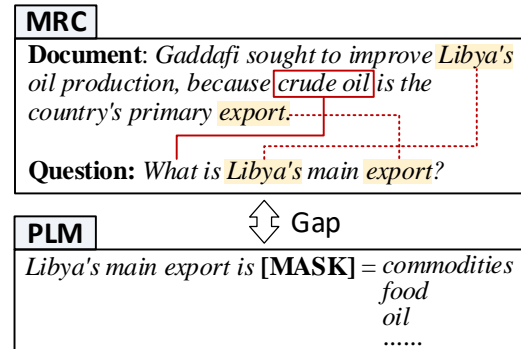 MRC
Document: Gaddafi sought to improve Libya's
oil production, because crude oil is the
country's primary export.
Question: What is Libya's main export?
Gap
PLM
Libya's main export is [MASK] = commodities
food
oil
......